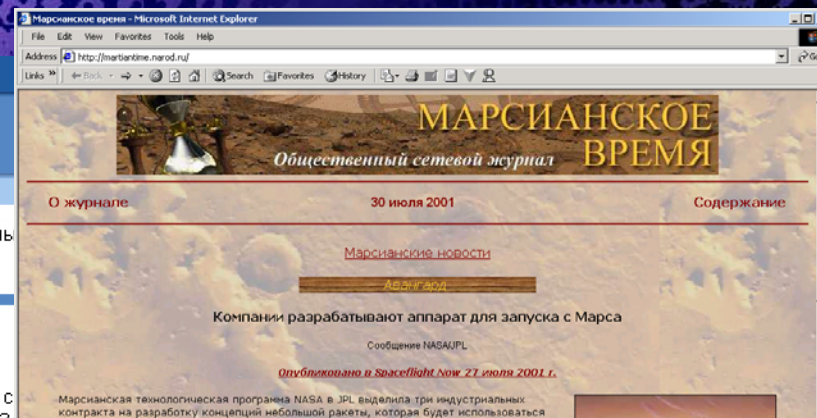 Марсианское время - Microsoft Internet Explorer
File Edit View Favorites Tools Help
Address http://martiantime.narod.ru/
Links » Back Search Favorites History
МАРСИАНСКОЕ
Общественный сетевой журнал ВРЕМЯ
О журнале 30 июля 2001 Содержание
Марсианские новости
Авангард
Компании разрабатывают аппарат для запуска с Марса
Сообщение NASA/JPL
Опубликовано в Spaceflight Now 27 июля 2001 г.
Марсианская технологическая программа NASA в JPL выделила три индустриальных
контракта на разработку концепций небольшой ракеты, которая будет использоваться